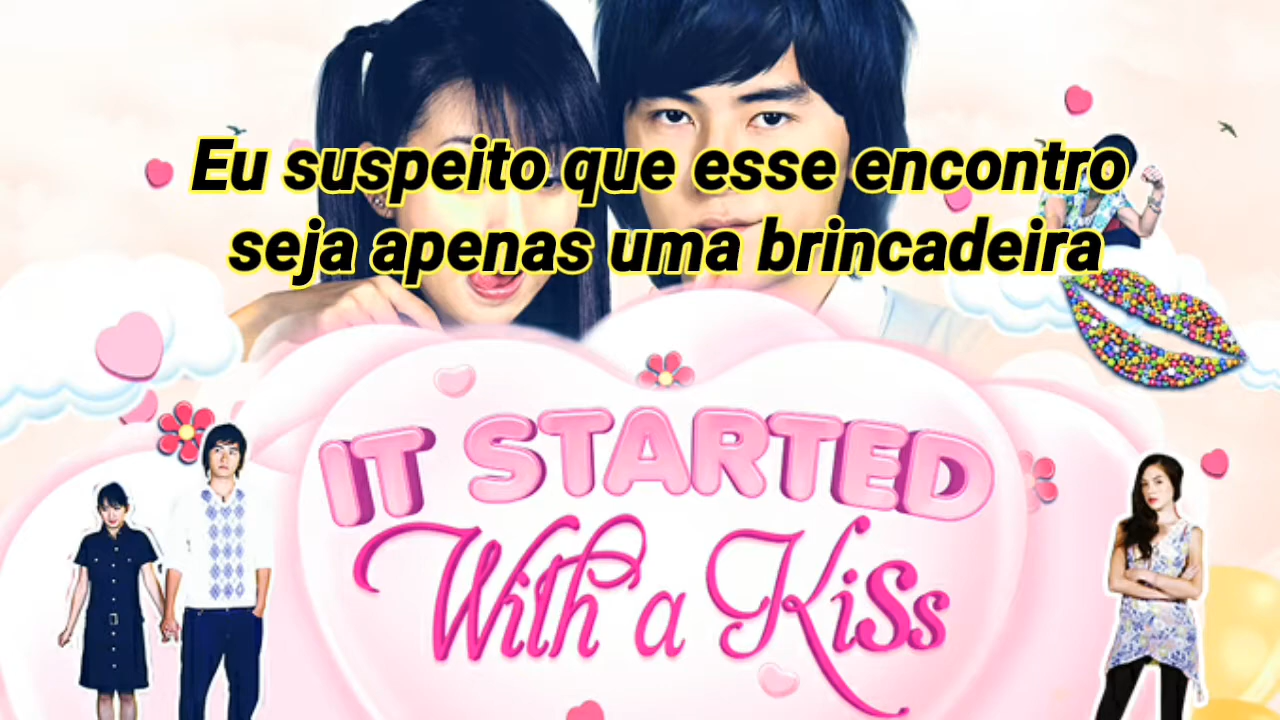 Eu suspeito que esse encontro
seja apenas uma brincadeira
IT STARTED
With a Kiss